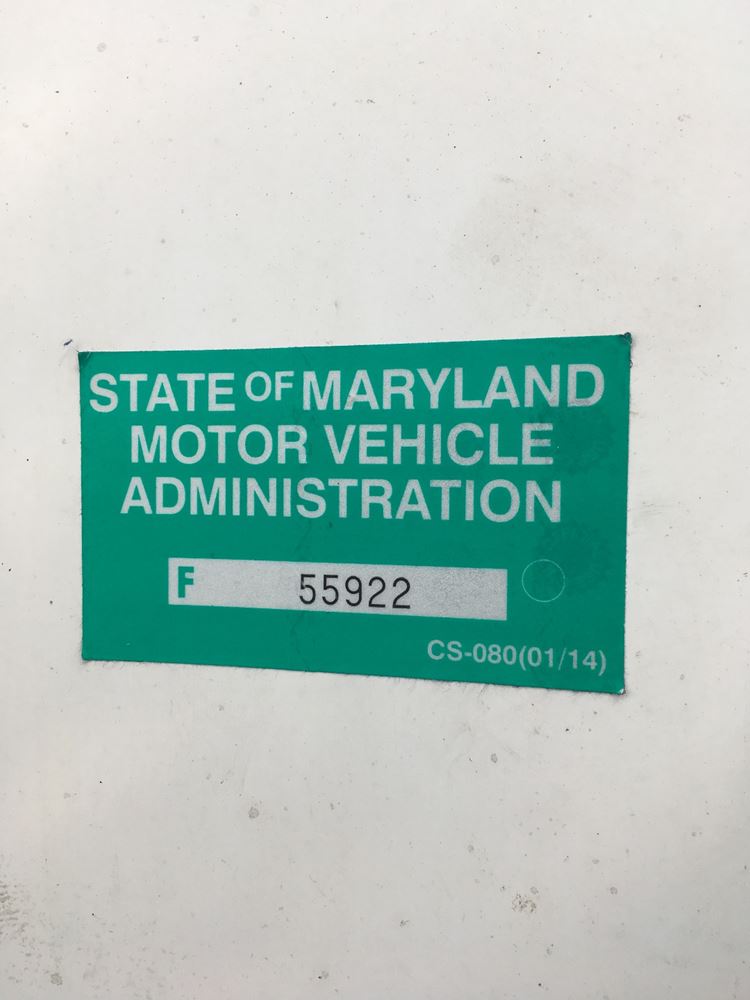 STATE OF MARYLAND
MOTOR VEHICLE
ADMINISTRATION
F 55922
CS-080(01/14)